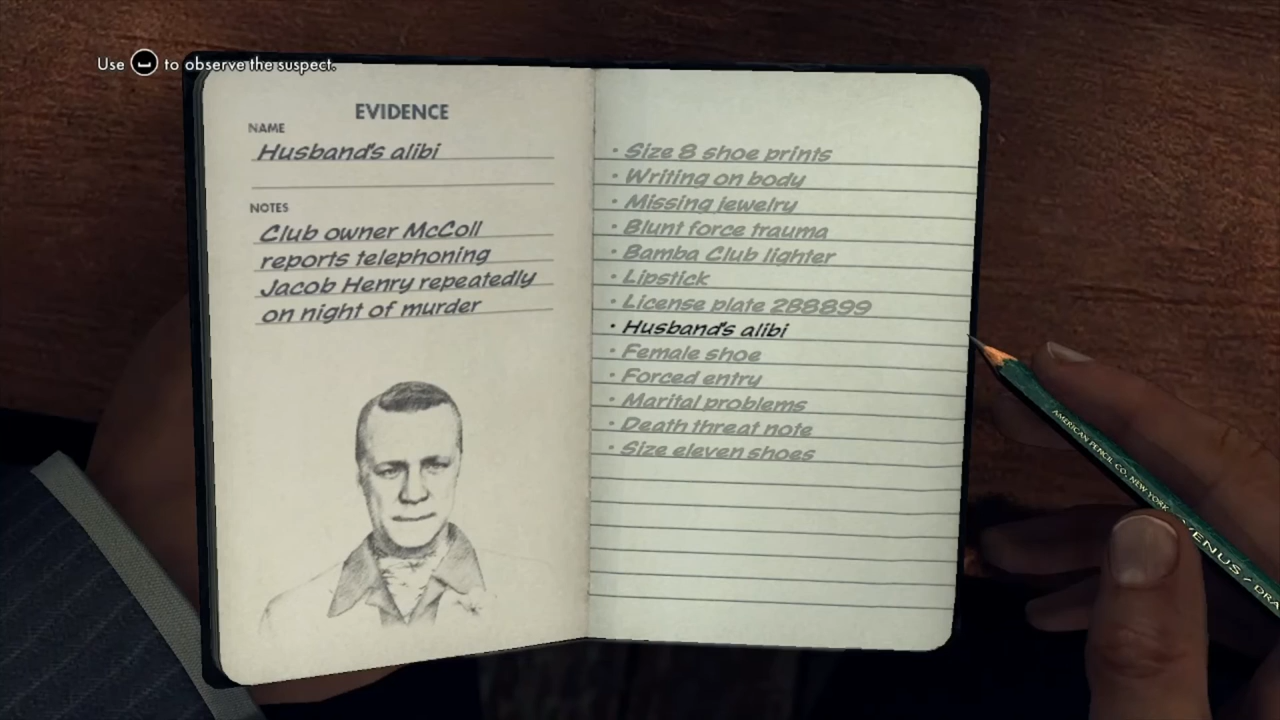 Use to observe the suspect.
EVIDENCE
NAME
Husband's alibi
NOTES
Club owner McColl
reports telephoning
Jacob Henry repeatedly
on night of murder
• Size 8 shoe prints
• Writing on body
• Missing jewelry
• Blunt force trauma
• Bamba Club lighter
• Lipstick
• License plate 2B8899
• Husband's alibi
• Female shoe
• Forced entry
• Marital problems
• Death threat note
• Size eleven shoes
AMERICAN PENCIL CO. NEW YORK
VENUS / DRA